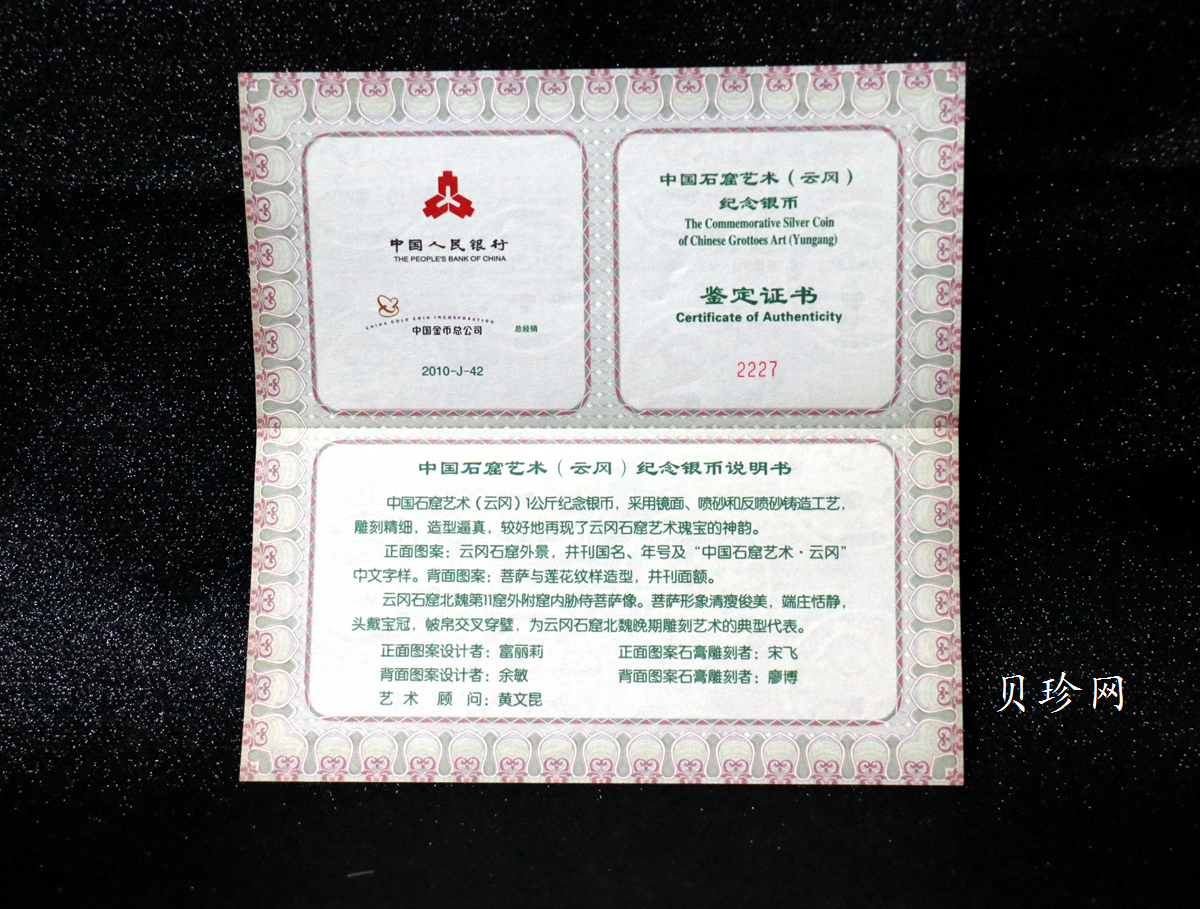 中国人民银行
THE PEOPLE'S BANK OF CHINA
CHINA GOLD COIN INCORPORATION
中国金币总公司 总经销
2010-J-42
中国石窟艺术（云冈）
纪念银币
The Commemorative Silver Coin
of Chinese Grottoes Art (Yungang)
鉴定证书
Certificate of Authenticity
2227
中国石窟艺术（云冈）纪念银币说明书
中国石窟艺术（云冈）1公斤纪念银币，采用镜面、喷砂和反喷砂铸造工艺，
雕刻精细，造型逼真，较好地再现了云冈石窟艺术瑰宝的神韵。
正面图案：云冈石窟外景，并刊国名、年号及“中国石窟艺术·云冈”
中文字样。背面图案：菩萨与莲花纹样造型，并刊面额。
云冈石窟北魏第11窟外附窟内胁侍菩萨像。菩萨形象清瘦俊美，端庄恬静，
头戴宝冠，帔帛交叉穿璧，为云冈石窟北魏晚期雕刻艺术的典型代表。
正面图案设计者：富丽莉 正面图案石膏雕刻者：宋飞
背面图案设计者：余敏 背面图案石膏雕刻者：廖博
艺术顾问：黄文昆
贝珍网